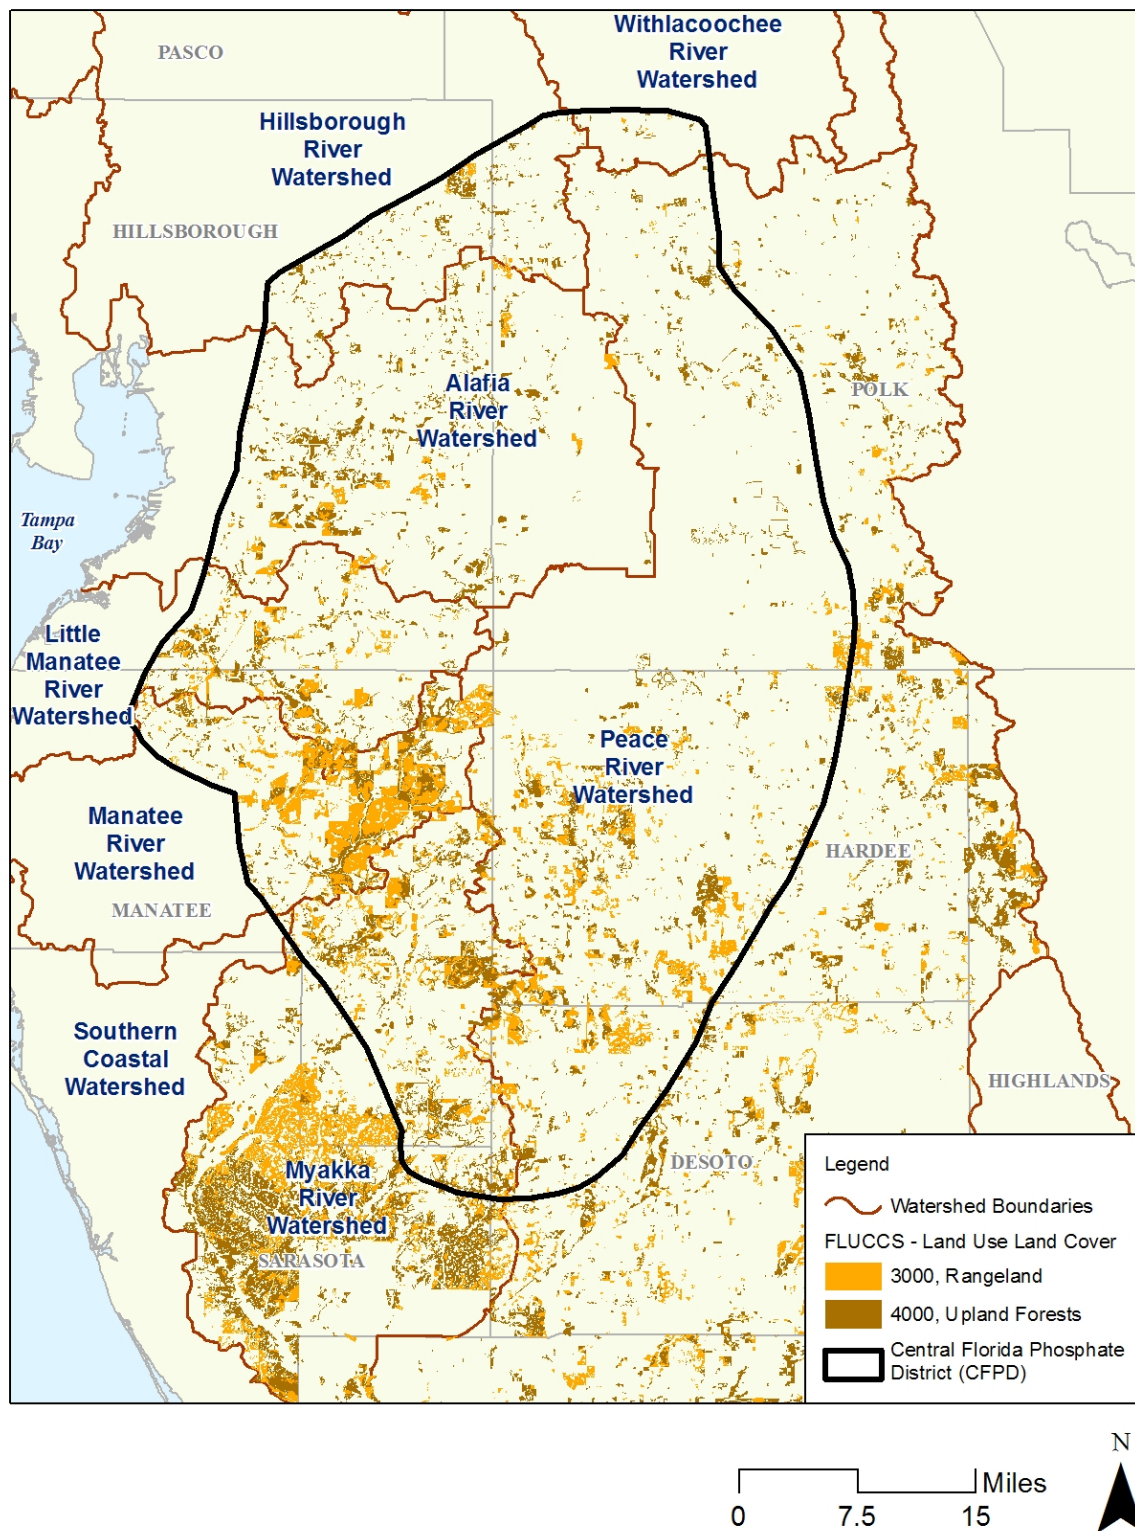 Withlacoochee
River
Watershed
PASCO
Hillsborough
River
Watershed
HILLSBOROUGH
Alafia
River
Watershed
POLK
Tampa
Bay
Little
Manatee
River
Watershed
Peace
River
Watershed
Manatee
River
Watershed
HARDEE
MANATEE
Southern
Coastal
Watershed
HIGHLANDS
Myakka
River
Watershed
DESOTO
SARASOTA
Legend
Watershed Boundaries
FLUCCS - Land Use Land Cover
3000, Rangeland
4000, Upland Forests
Central Florida Phosphate
District (CFPD)
N
Miles
0 7.5 15